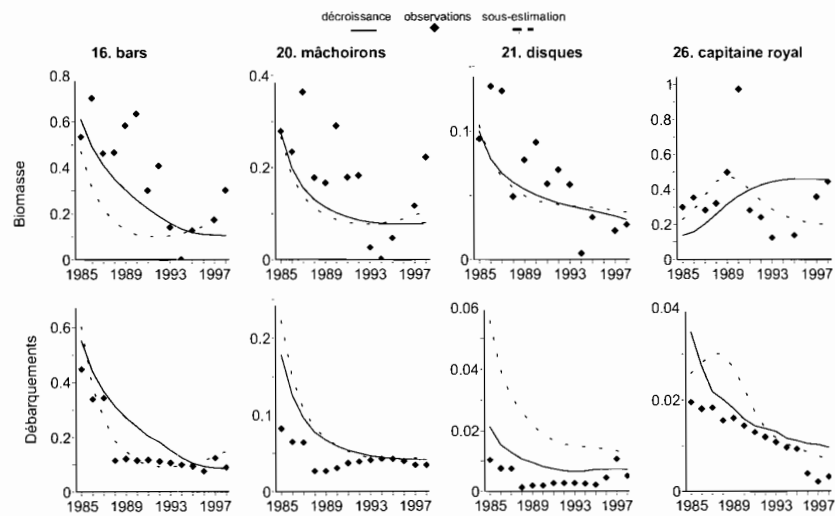 décroissance observations sous-estimation
16. bars 20. mâchoirons 21. disques 26. capitaine royal
Biomasse
0.8
0.6
0.4
0.2
0
1985 1989 1993 1997
0.4
0.2
0
1985 1989 1993 1997
0.1
0
1985 1989 1993 1997
1
0.8
0.6
0.4
0.2
0
1985 1989 1993 1997
Débarquements
0.6
0.4
0.2
0
1985 1989 1993 1997
0.2
0.1
0
1985 1989 1993 1997
0.06
0.04
0.02
0
1985 1989 1993 1997
0.04
0.02
0
1985 1989 1993 1997